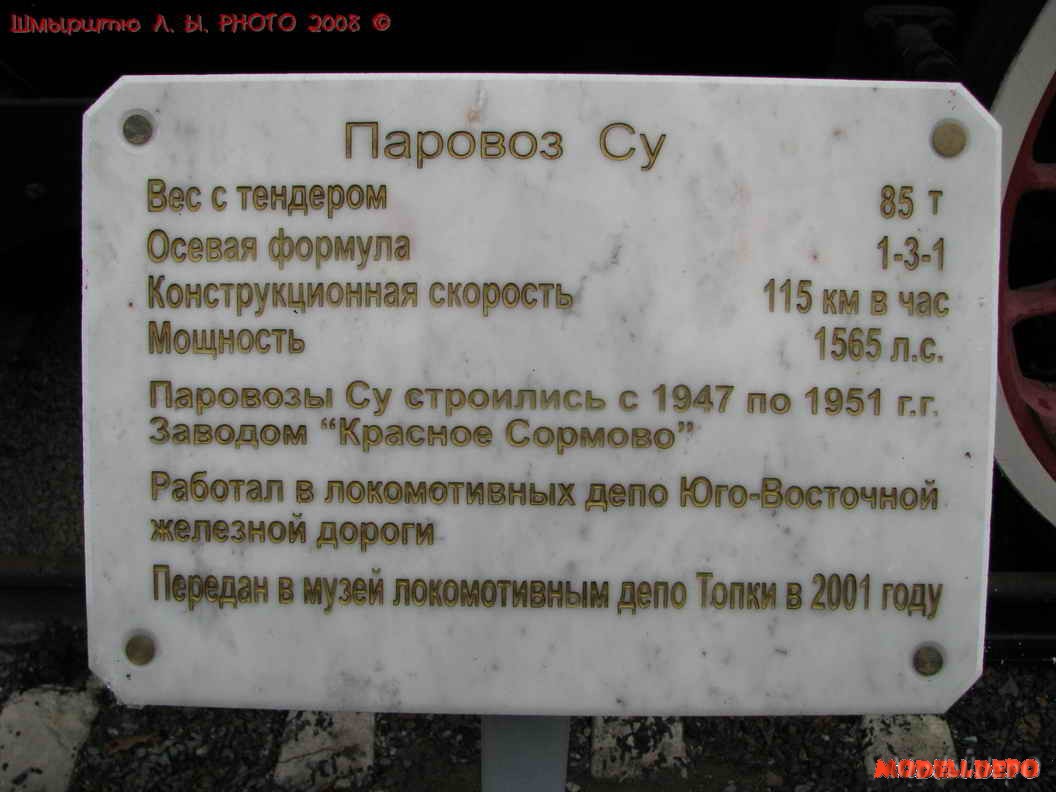 Шмырштю Л. Ы. PHOTO 2008 ©
Паровоз Су
Вес с тендером 85 т
Осевая формула 1-3-1
Конструкционная скорость 115 км в час
Мощность 1565 л.с.
Паровозы Су строились с 1947 по 1951 г.г.
Заводом “Красное Сормово”
Работал в локомотивных депо Юго-Восточной
железной дороги
Передан в музей локомотивным депо Топки в 2001 году